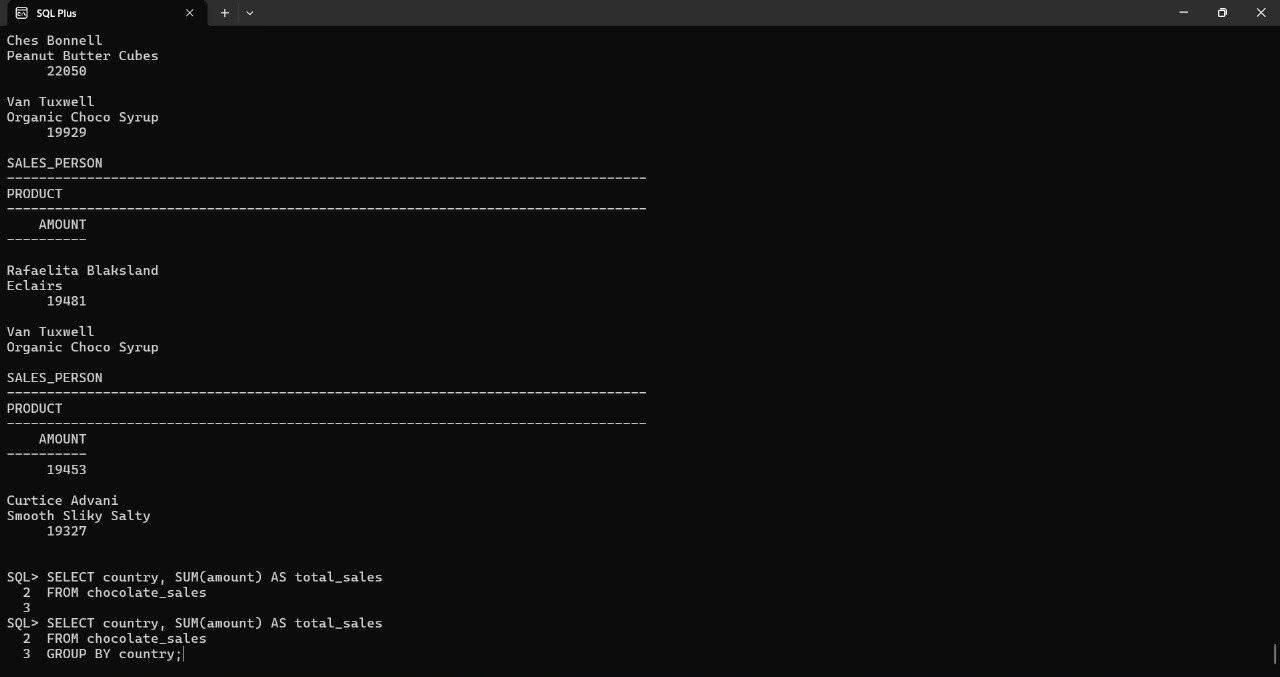 SQL Plus
Ches Bonnell
Peanut Butter Cubes
     22050
Van Tuxwell
Organic Choco Syrup
     19929
SALES_PERSON
--------------------------------------------------------------------------------
PRODUCT
--------------------------------------------------------------------------------
    AMOUNT
----------
Rafaelita Blaksland
Eclairs
     19481
Van Tuxwell
Organic Choco Syrup
SALES_PERSON
--------------------------------------------------------------------------------
PRODUCT
--------------------------------------------------------------------------------
    AMOUNT
----------
     19453
Curtice Advani
Smooth Sliky Salty
     19327
SQL> SELECT country, SUM(amount) AS total_sales
  2  FROM chocolate_sales
  3
SQL> SELECT country, SUM(amount) AS total_sales
  2  FROM chocolate_sales
  3  GROUP BY country;